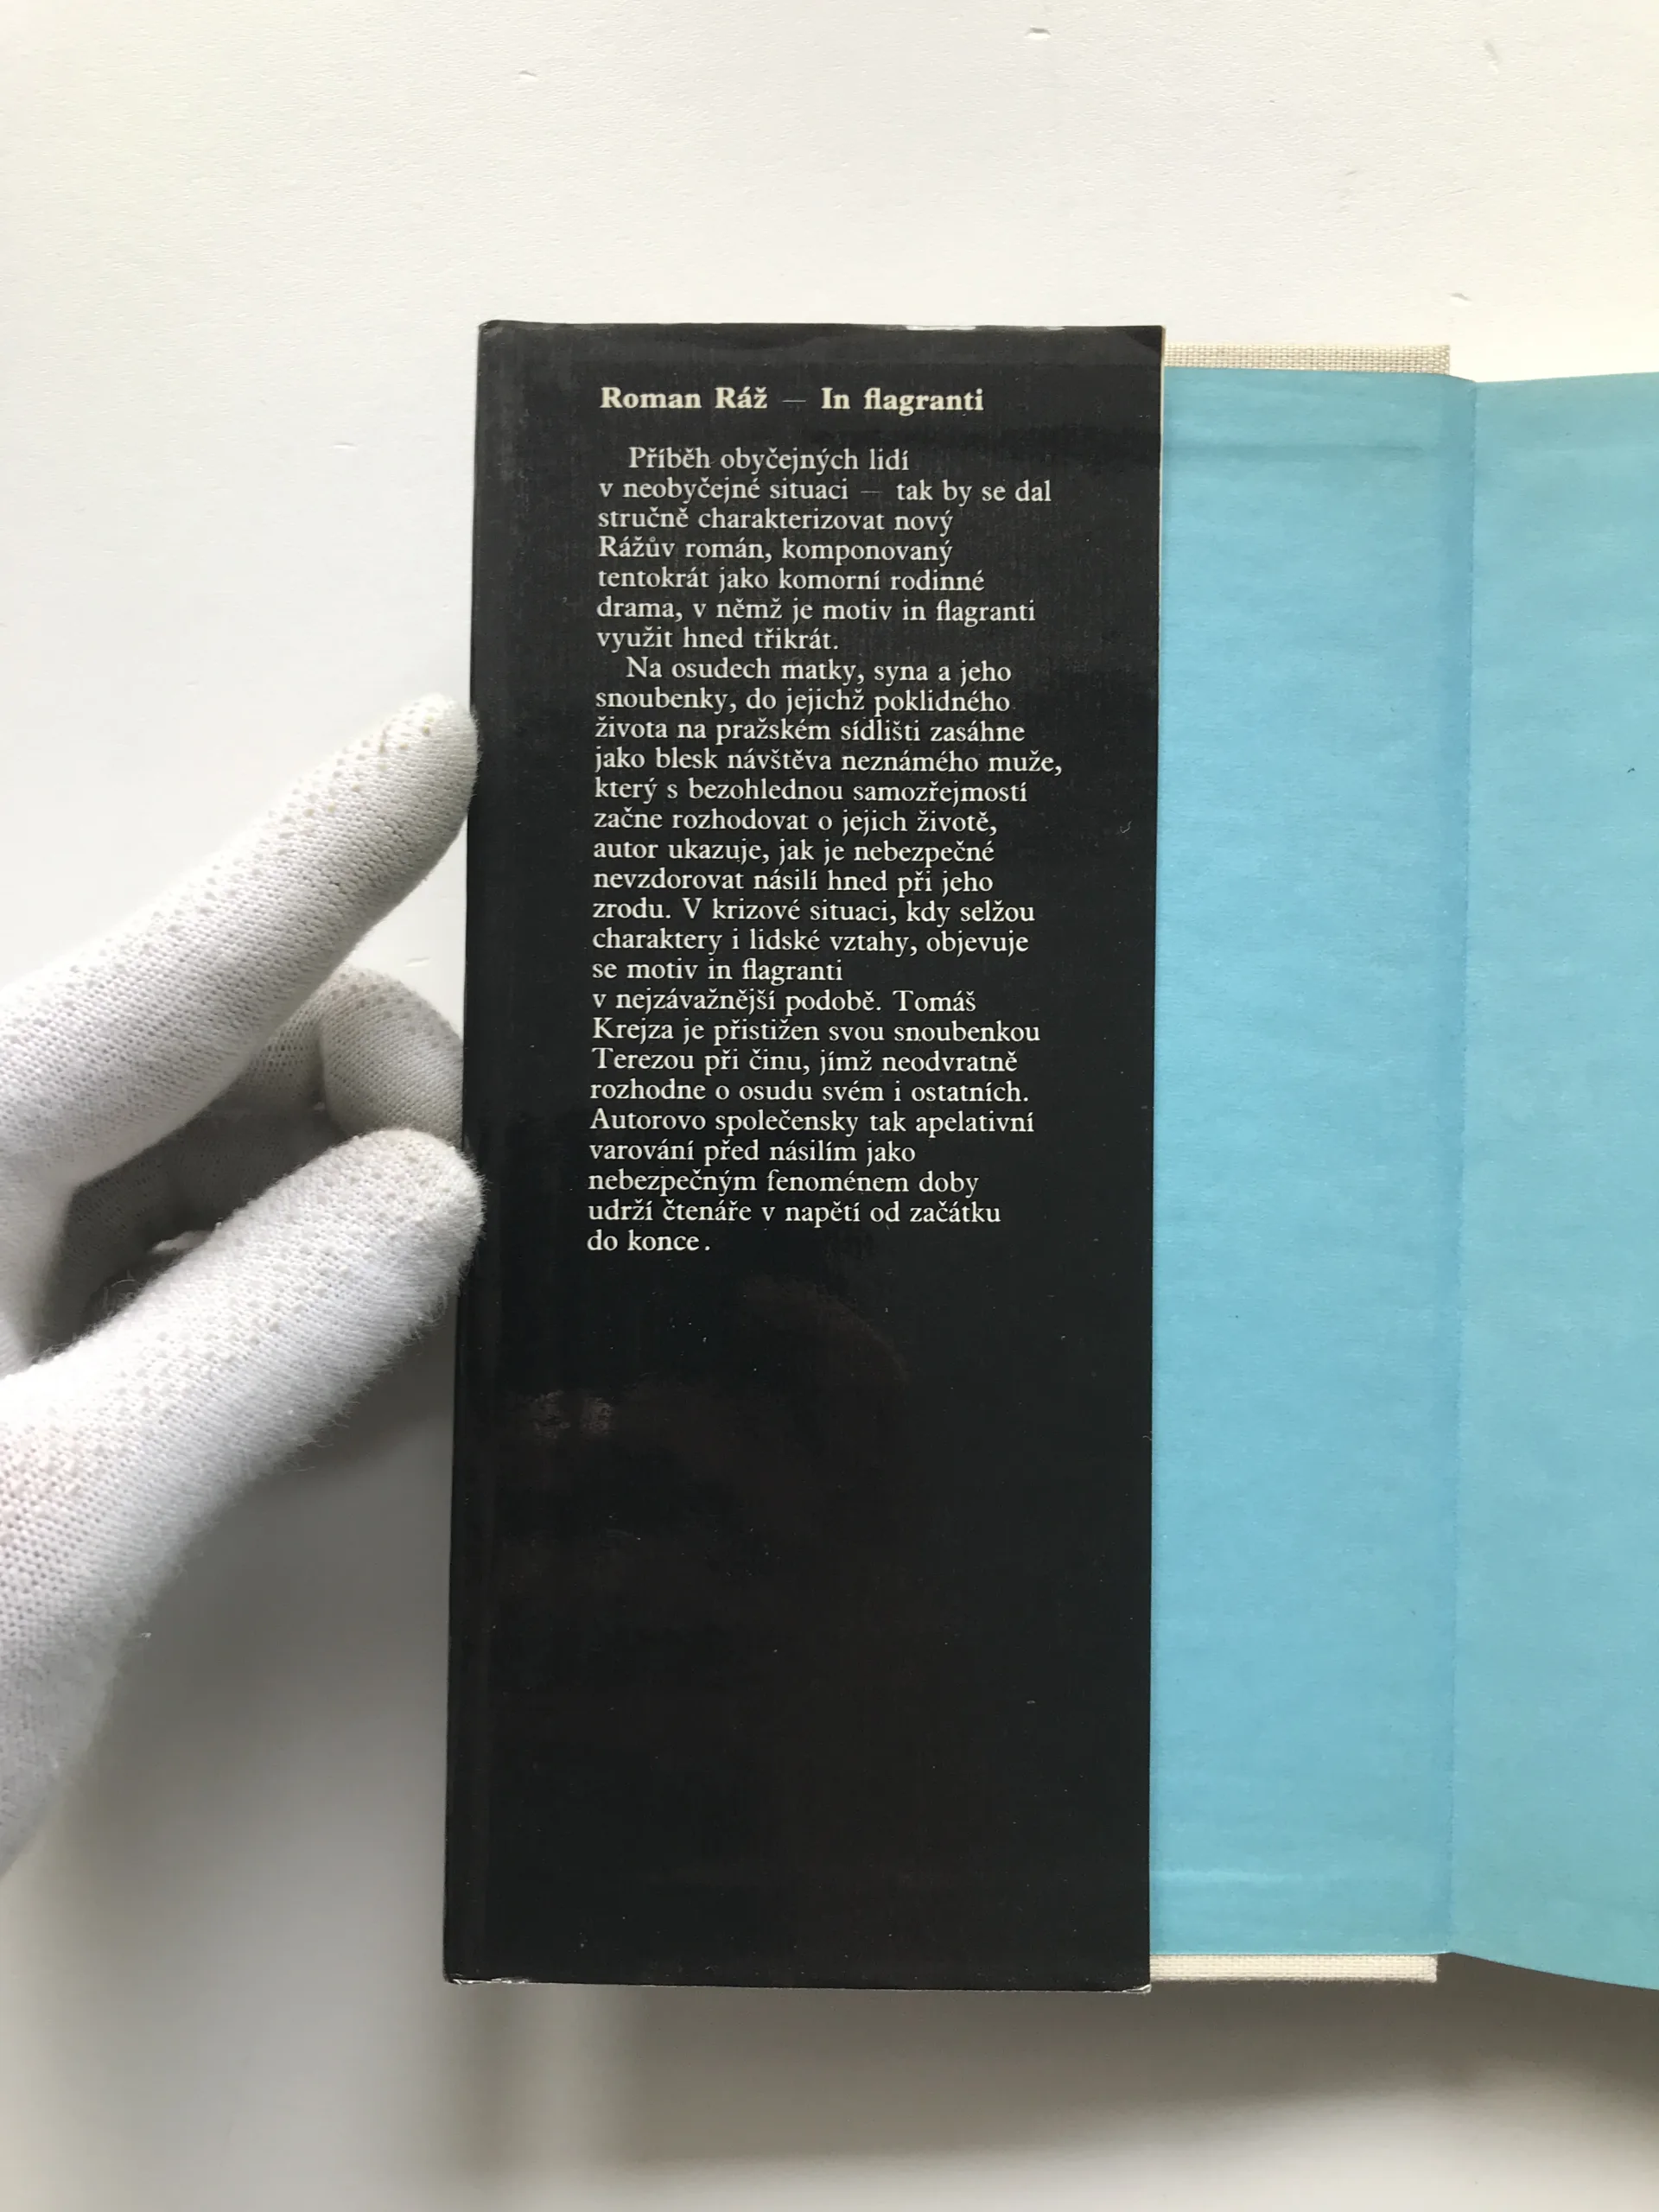 Roman Ráž — In flagranti
Příběh obyčejných lidí
v neobyčejné situaci — tak by se dal
stručně charakterizovat nový
Rážův román, komponovaný
tentokrát jako komorní rodinné
drama, v němž je motiv in flagranti
využit hned třikrát.
Na osudech matky, syna a jeho
snoubenky, do jejichž poklidného
života na pražském sídlišti zasáhne
jako blesk návštěva neznámého muže,
který s bezohlednou samozřejmostí
začne rozhodovat o jejich životě,
autor ukazuje, jak je nebezpečné
nevzdorovat násilí hned při jeho
zrodu. V krizové situaci, kdy selžou
charaktery i lidské vztahy, objevuje
se motiv in flagranti
v nejzávažnější podobě. Tomáš
Krejza je přistižen svou snoubenkou
Terezou při činu, jímž neodvratně
rozhodne o osudu svém i ostatních.
Autorovo společensky tak apelativní
varování před násilím jako
nebezpečným fenoménem doby
udrží čtenáře v napětí od začátku
do konce.